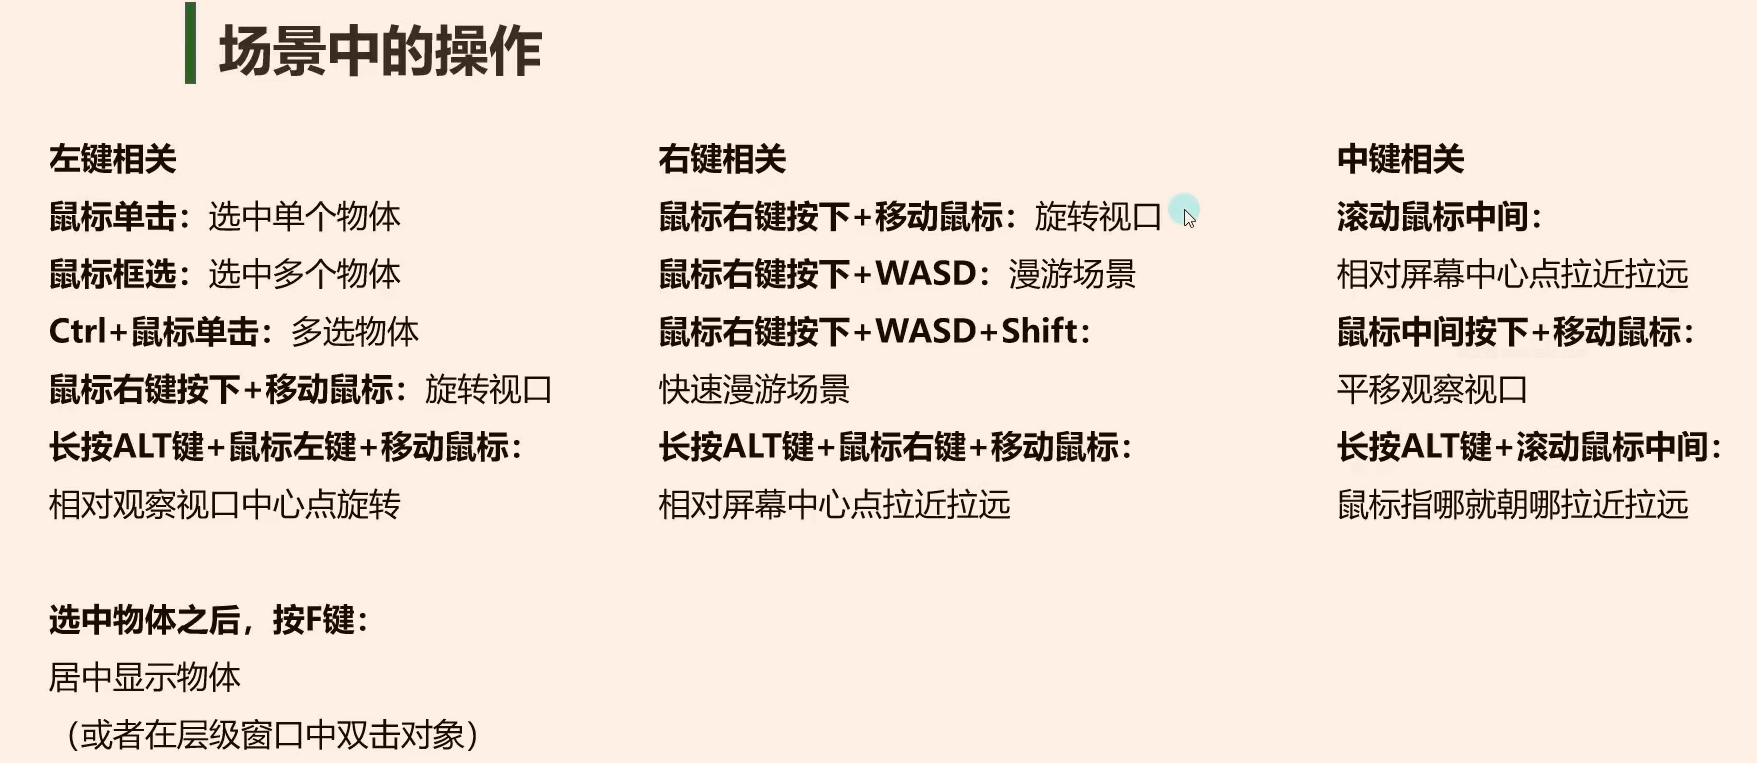 场景中的操作
左键相关
鼠标单击：选中单个物体
鼠标框选：选中多个物体
Ctrl+鼠标单击：多选物体
鼠标右键按下+移动鼠标：旋转视口
长按ALT键+鼠标左键+移动鼠标：
相对观察视口中心点旋转
选中物体之后，按F键：
居中显示物体
（或者在层级窗口中双击对象）
右键相关
鼠标右键按下+移动鼠标：旋转视口
鼠标右键按下+WASD：漫游场景
鼠标右键按下+WASD+Shift：
快速漫游场景
长按ALT键+鼠标右键+移动鼠标：
相对屏幕中心点拉近拉远
中键相关
滚动鼠标中间：
相对屏幕中心点拉近拉远
鼠标中间按下+移动鼠标：
平移观察视口
长按ALT键+滚动鼠标中间：
鼠标指哪就朝哪拉近拉远